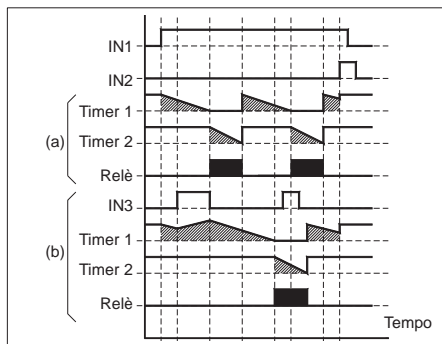 IN1
IN2
Timer 1
(a)
Timer 2
Relè
IN3
Timer 1
(b)
Timer 2
Relè
Tempo